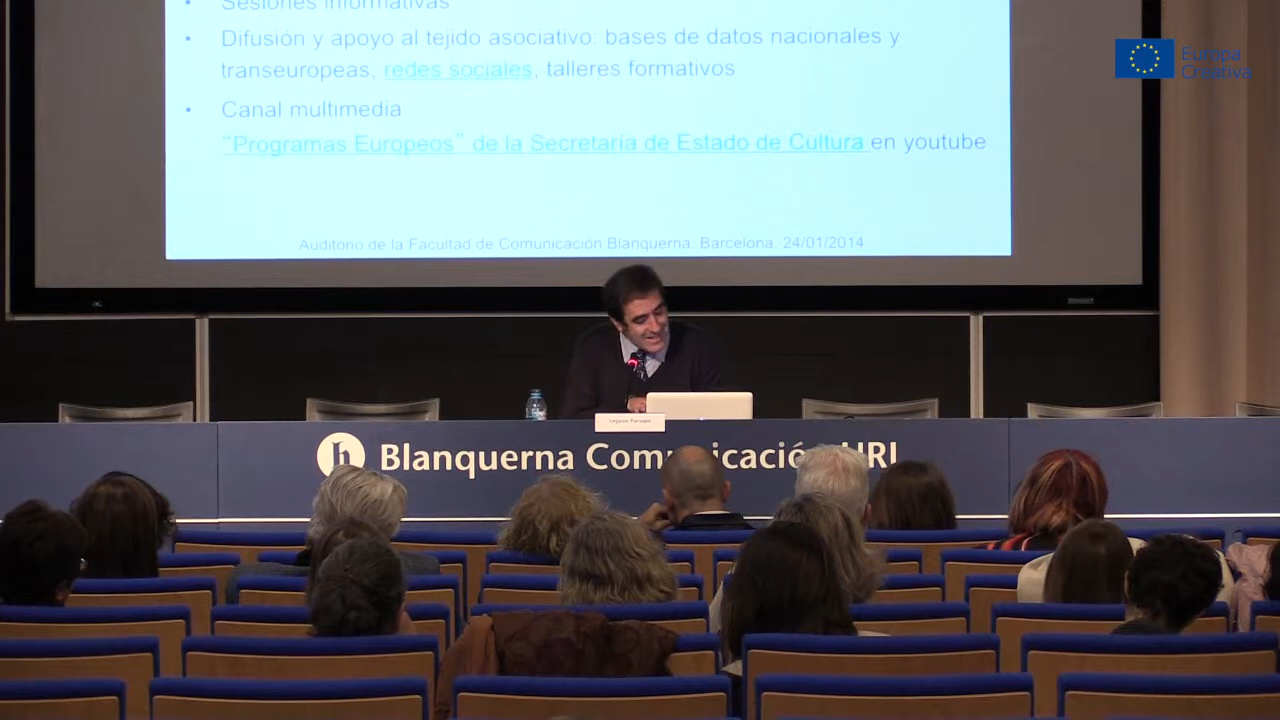 Sesiones informativas
• Difusión y apoyo al tejido asociativo: bases de datos nacionales y
transeuropeas, redes sociales, talleres formativos
• Canal multimedia
“Programas Europeos” de la Secretaría de Estado de Cultura en youtube
Auditorio de la Facultad de Comunicación Blanquerna. Barcelona. 24/01/2014
Europa
Creativa
b Blanquerna Comunicació URL